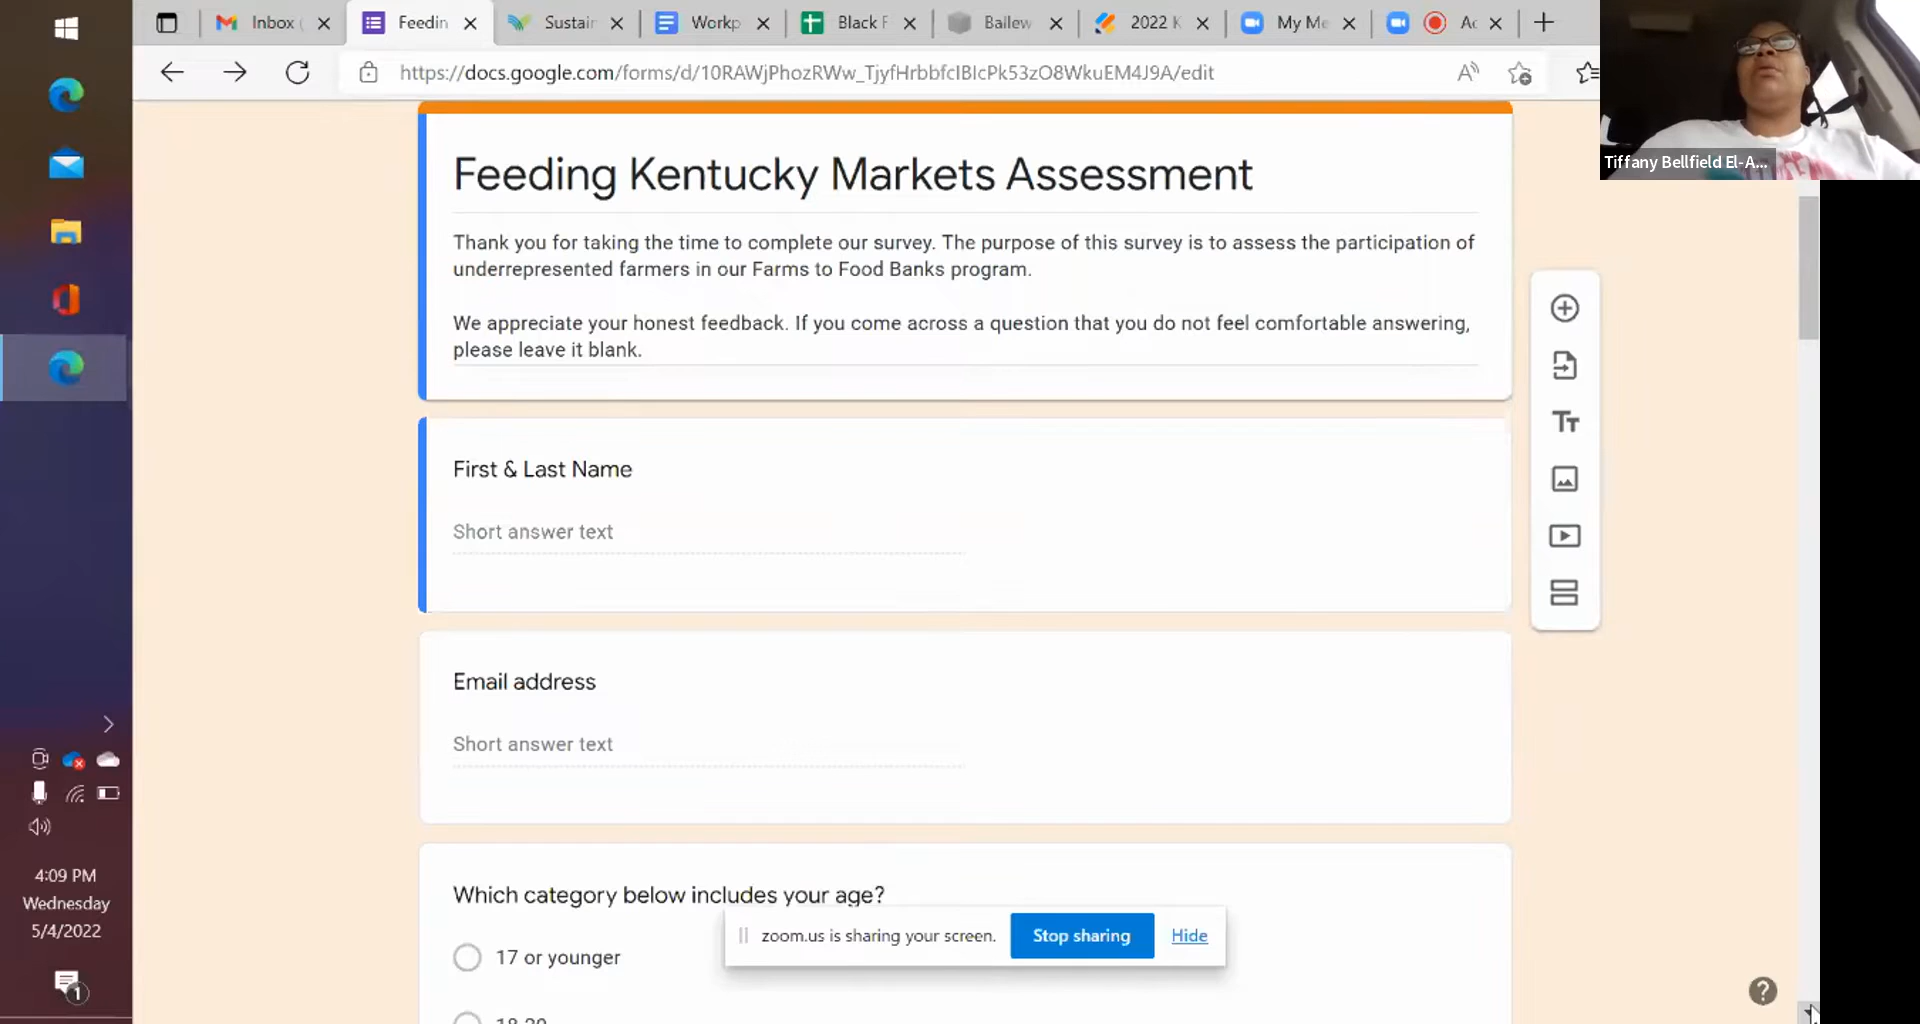 Inbox (
Feedin
Sustair
Workp
Black F
Bailew
2022 K
My Me
Ac
https://docs.google.com/forms/d/10RAWjPhozRWw_TjyfHrbbfcIBIcPk53zO8WkuEM4J9A/edit
Tiffany Bellfield El-A...
Feeding Kentucky Markets Assessment
Thank you for taking the time to complete our survey. The purpose of this survey is to assess the participation of
underrepresented farmers in our Farms to Food Banks program.
We appreciate your honest feedback. If you come across a question that you do not feel comfortable answering,
please leave it blank.
First & Last Name
Short answer text
Email address
Short answer text
Which category below includes your age?
17 or younger
18-20
zoom.us is sharing your screen.
Stop sharing
Hide
4:09 PM
Wednesday
5/4/2022
1